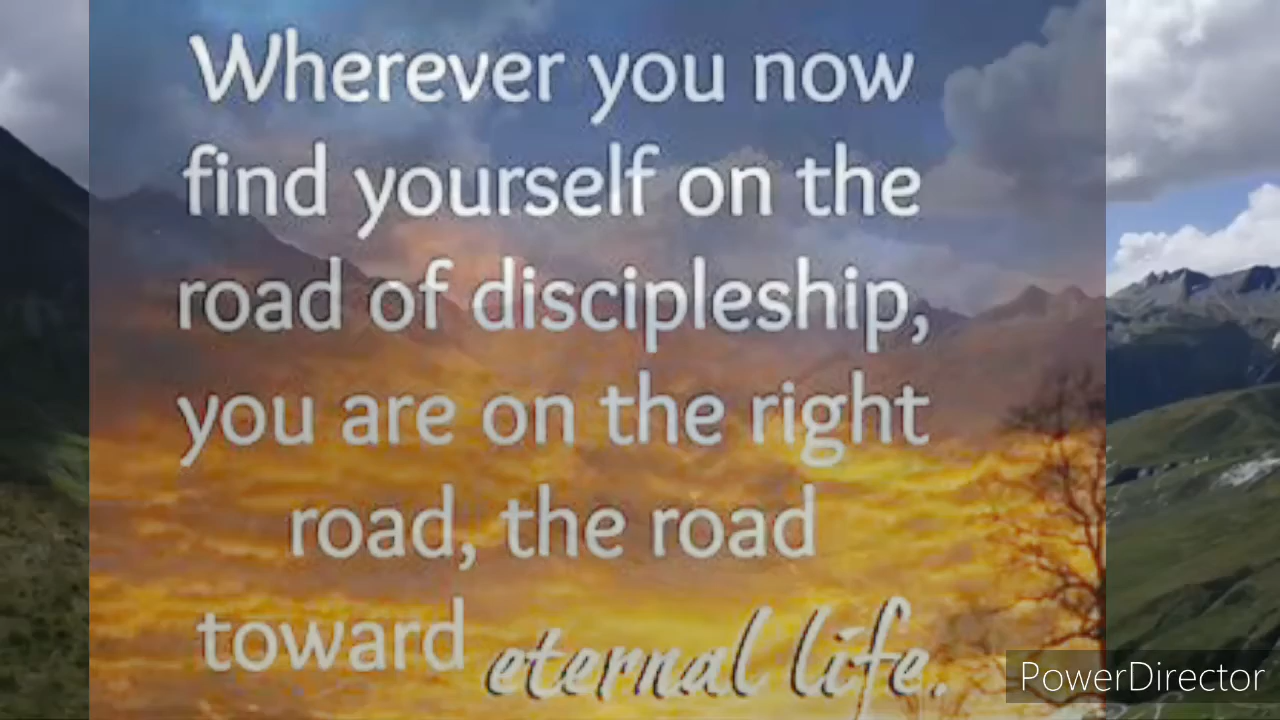 Wherever you now
find yourself on the
road of discipleship,
you are on the right
road, the road
toward eternal life.
PowerDirector